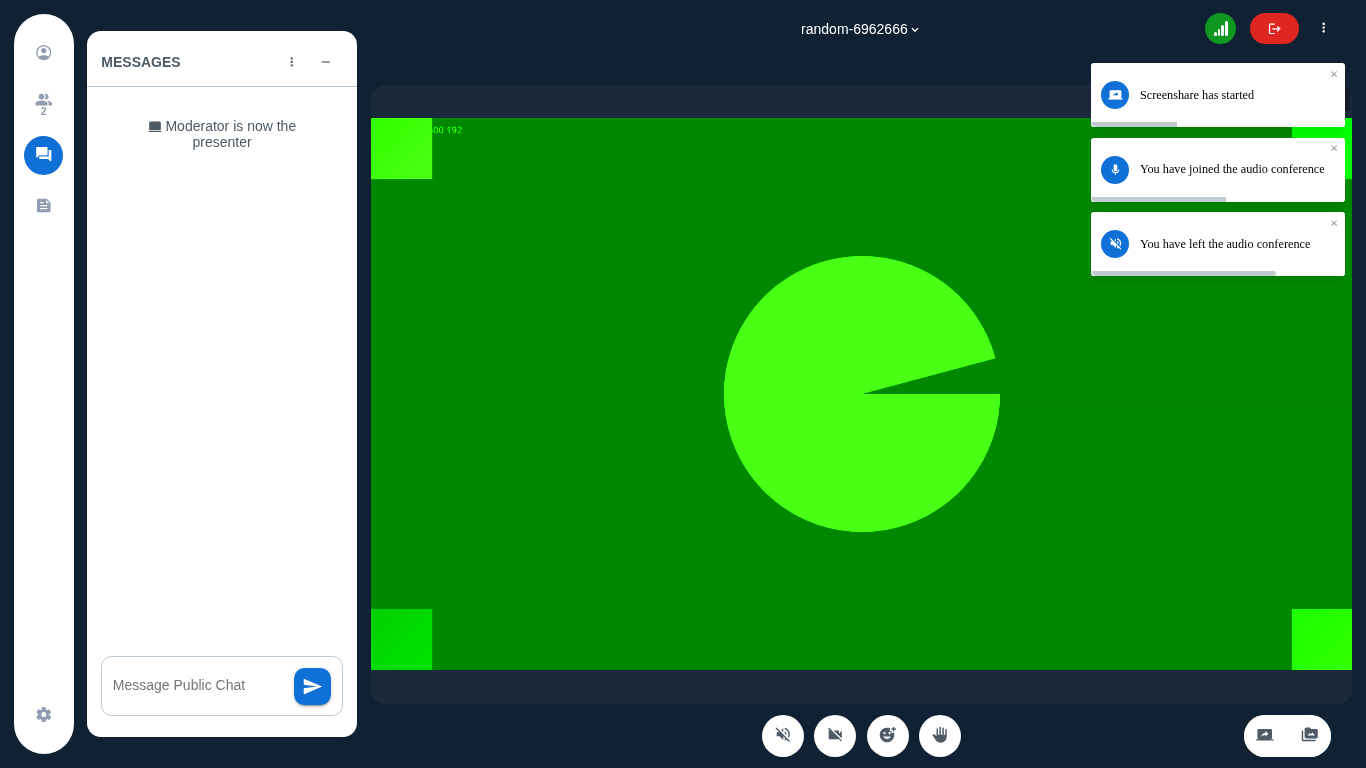 random-6962666
MESSAGES
2
Moderator is now the
presenter
Message Public Chat
192
Screenshare has started
You have joined the audio conference
You have left the audio conference